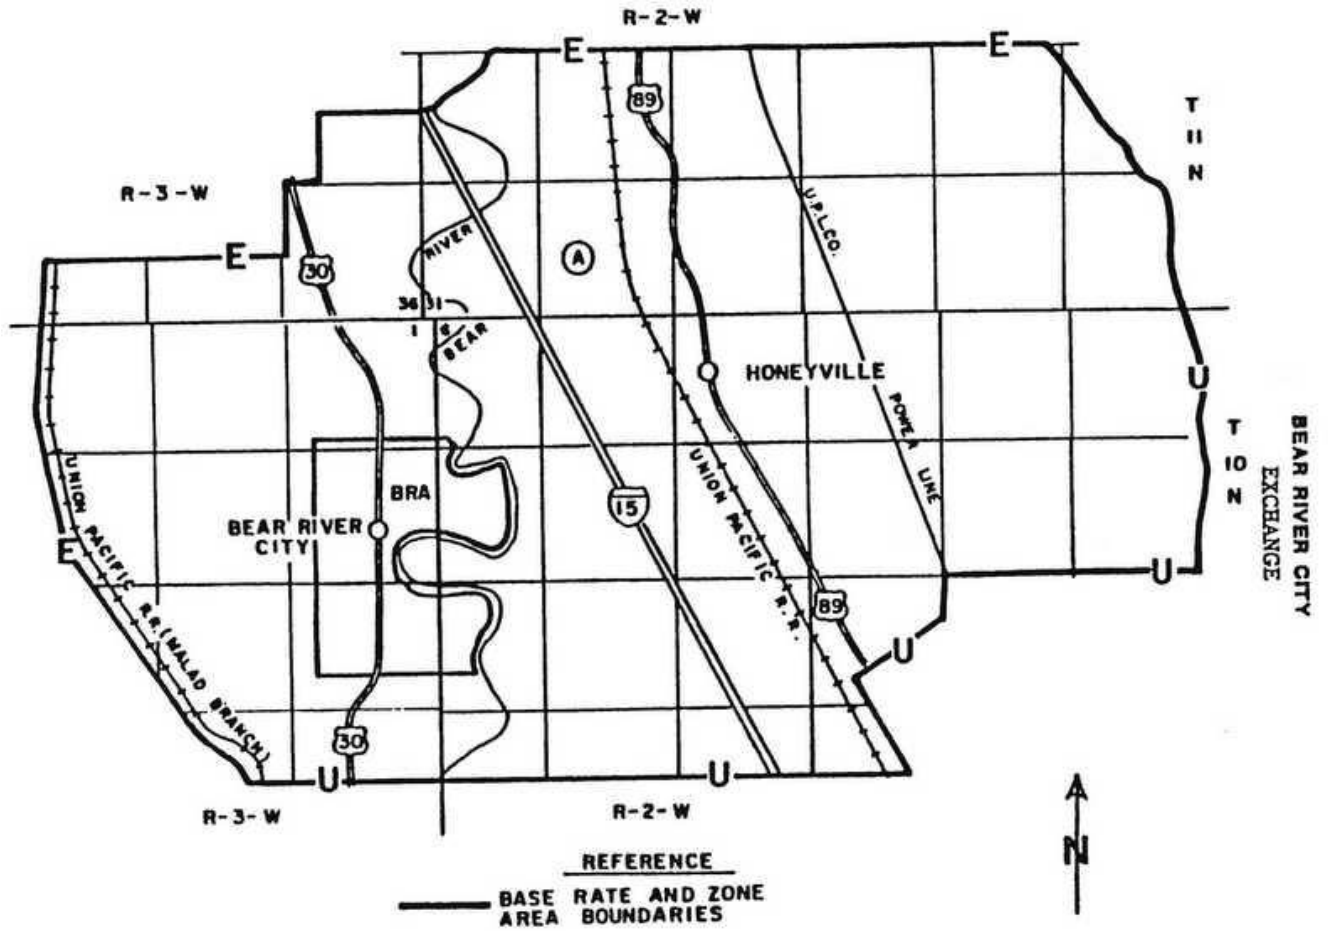 R-2-W
E
E
89
T
11
N
R-3-W
U.P.L.CO.
RIVER
E
A
30
36 31
1 6
BEAR
HONEYVILLE
U
POWER LINE
T
10
N
BEAR RIVER CITY
EXCHANGE
UNION PACIFIC R.R. (MALAD BRANCH)
BRA
15
UNION PACIFIC R.R.
BEAR RIVER
CITY
E
U
89
U
30
U
U
R-3-W
R-2-W
N
REFERENCE
BASE RATE AND ZONE
AREA BOUNDARIES